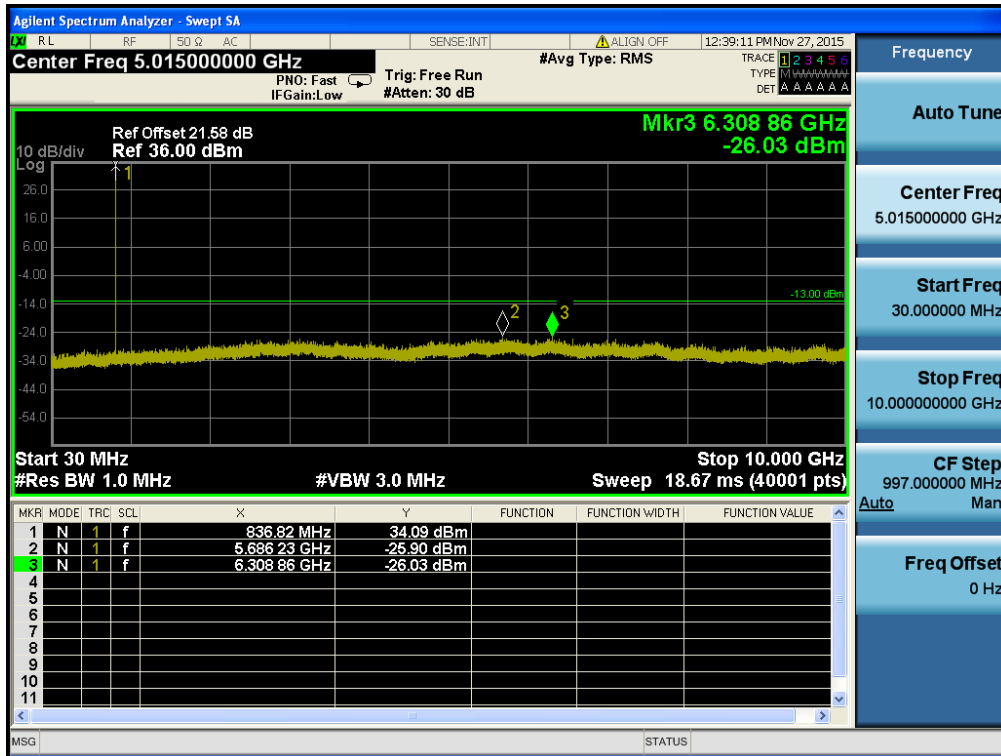 Agilent Spectrum Analyzer - Swept SA
LXI RL RF 50 Ω AC SENSE:INT ALIGN OFF 12:39:11 PM Nov 27, 2015
Center Freq 5.015000000 GHz
#Avg Type: RMS
TRACE 1 2 3 4 5 6
PNO: Fast
Trig: Free Run
TYPE M WWWWW
IFGain:Low
#Atten: 30 dB
DET A A A A A A
Mkr3 6.308 86 GHz
-26.03 dBm
Ref Offset 21.58 dB
10 dB/div Ref 36.00 dBm
Log
1
26.0
16.0
6.00
-4.00
-13.00 dBm
-14.0
2
3
-24.0
-34.0
-44.0
-54.0
Start 30 MHz
Stop 10.000 GHz
#Res BW 1.0 MHz
#VBW 3.0 MHz
Sweep 18.67 ms (40001 pts)
MKR MODE TRC SCL X Y FUNCTION FUNCTION WIDTH FUNCTION VALUE
1 N 1 f 836.82 MHz 34.09 dBm
2 N 1 f 5.686 23 GHz -25.90 dBm
3 N 1 f 6.308 86 GHz -26.03 dBm
4
5
6
7
8
9
10
11
MSG
STATUS
Frequency
Auto Tune
Center Freq
5.015000000 GHz
Start Freq
30.000000 MHz
Stop Freq
10.000000000 GHz
CF Step
997.000000 MHz
Auto Man
Freq Offset
0 Hz